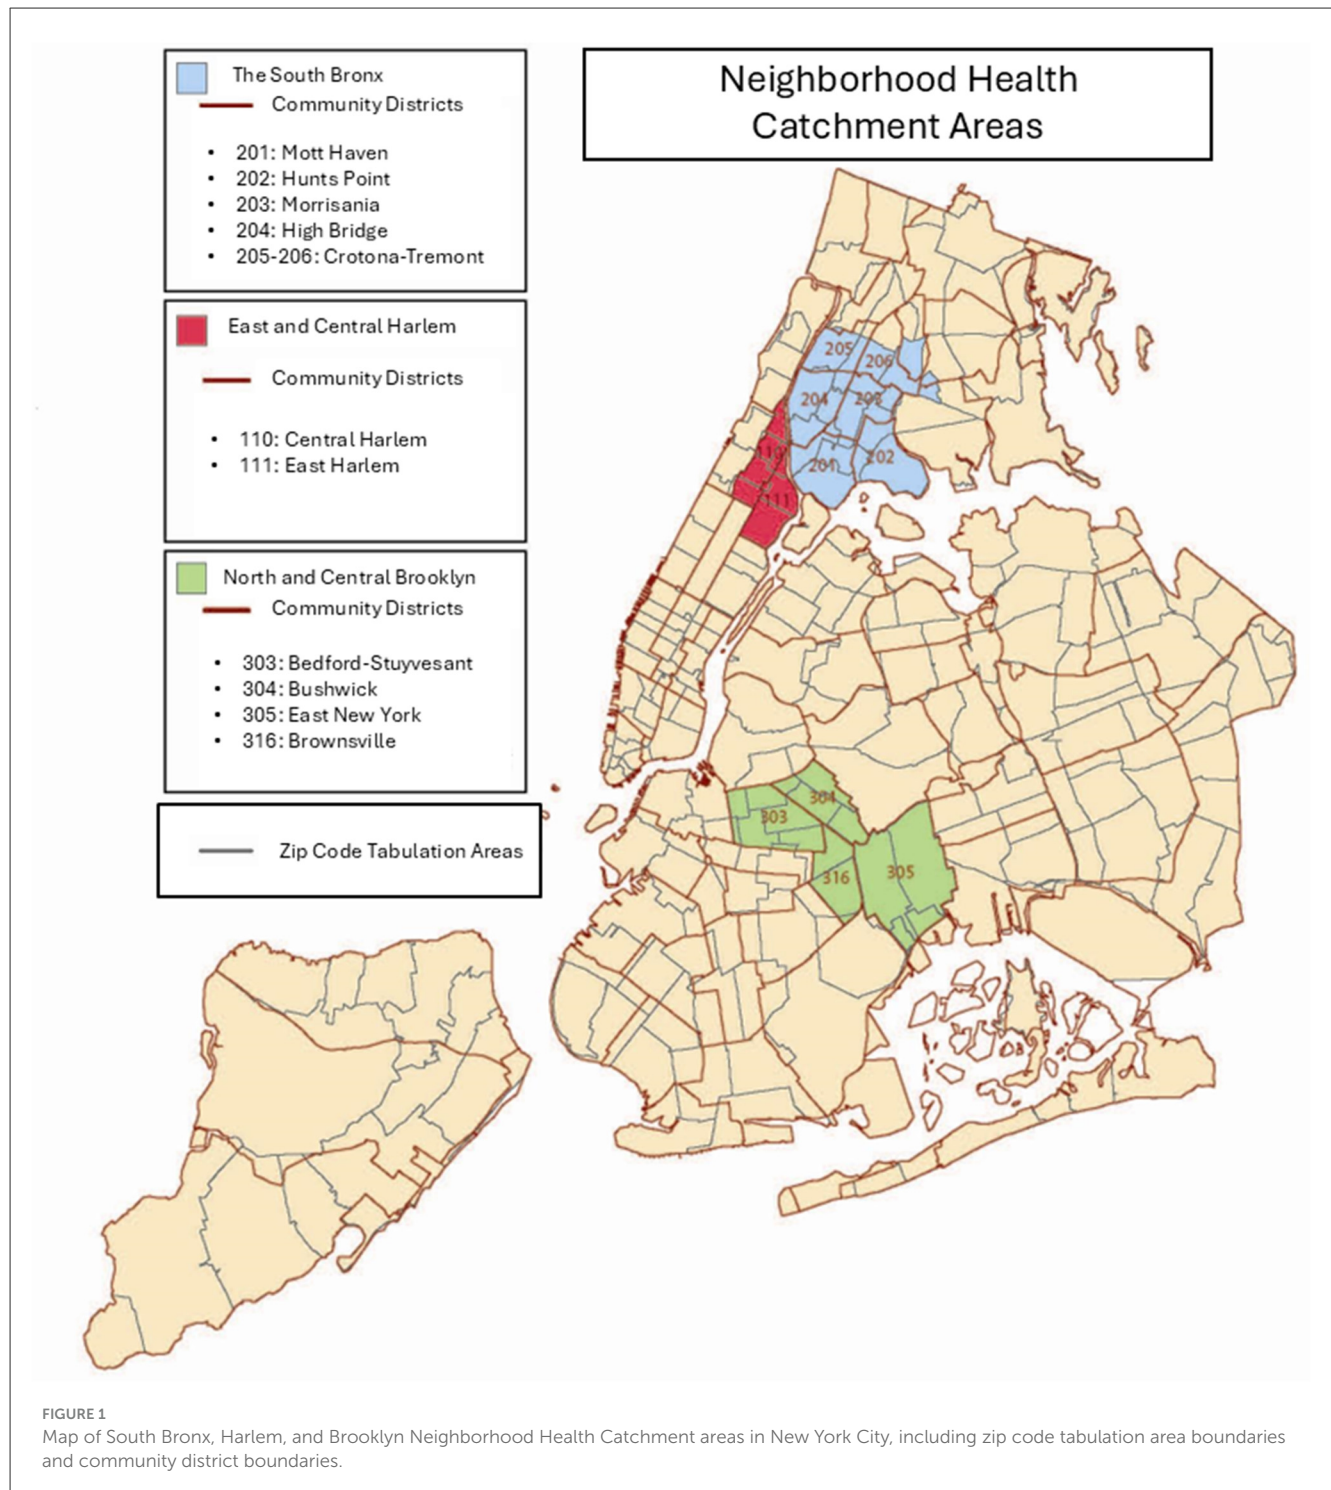 Neighborhood Health
Catchment Areas
The South Bronx
Community Districts
• 201: Mott Haven
• 202: Hunts Point
• 203: Morrisania
• 204: High Bridge
• 205-206: Crotona-Tremont
East and Central Harlem
Community Districts
• 110: Central Harlem
• 111: East Harlem
North and Central Brooklyn
Community Districts
• 303: Bedford-Stuyvesant
• 304: Bushwick
• 305: East New York
• 316: Brownsville
Zip Code Tabulation Areas
205
206
204
203
110
201
202
111
304
303
316
305
FIGURE 1
Map of South Bronx, Harlem, and Brooklyn Neighborhood Health Catchment areas in New York City, including zip code tabulation area boundaries
and community district boundaries.